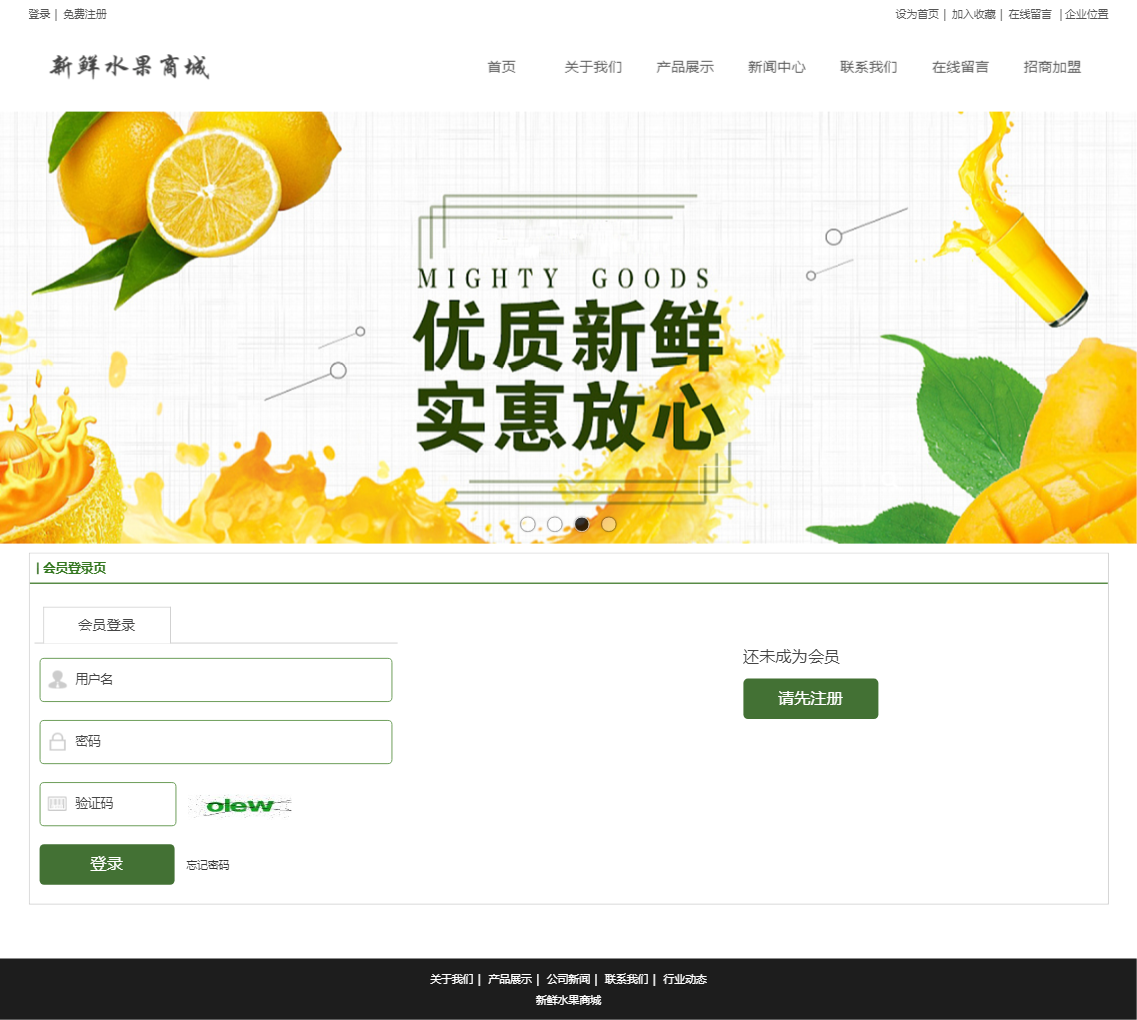 登录 | 免费注册
设为首页 | 加入收藏 | 在线留言 | 企业位置
新鲜水果商城
首页 关于我们 产品展示 新闻中心 联系我们 在线留言 招商加盟
MIGHTY GOODS
优质新鲜
实惠放心
| 会员登录页
会员登录
还未成为会员
用户名
请先注册
密码
验证码 olew
登录 忘记密码
关于我们 | 产品展示 | 公司新闻 | 联系我们 | 行业动态
新鲜水果商城